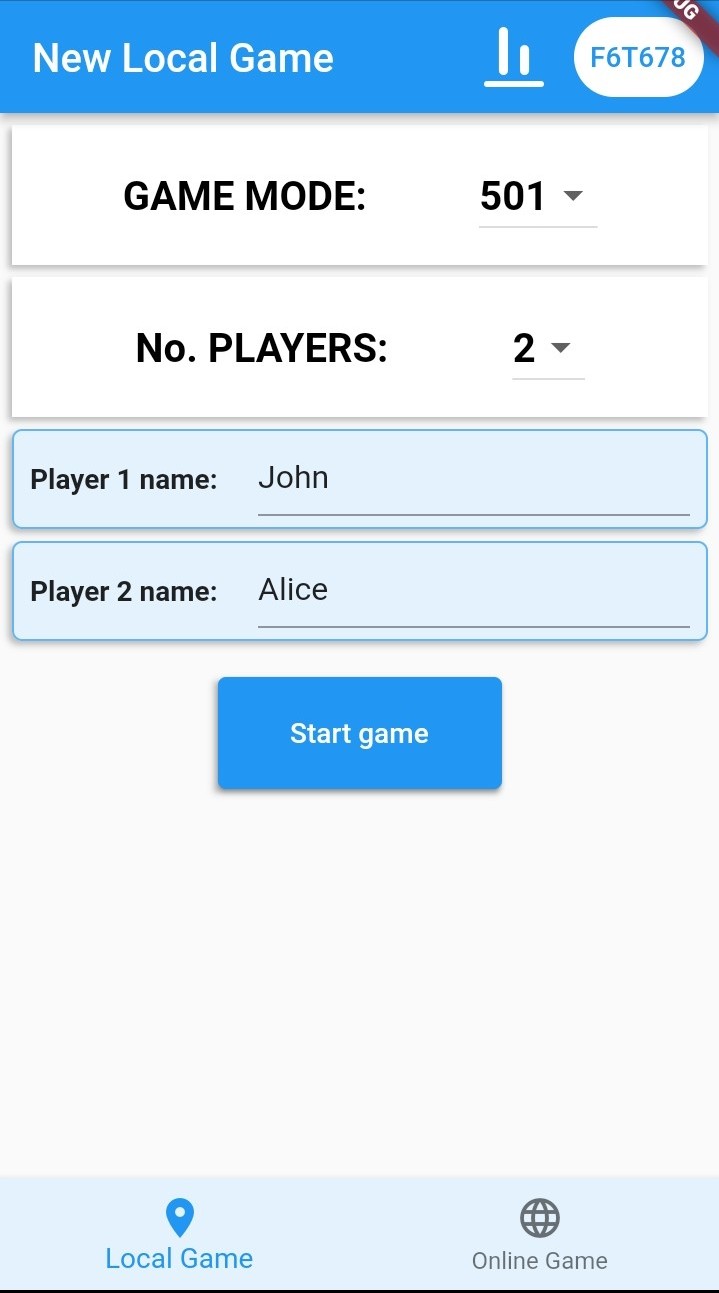 New Local Game
F6T678
GAME MODE: 501
No. PLAYERS: 2
Player 1 name: John
Player 2 name: Alice
Start game
Local Game
Online Game